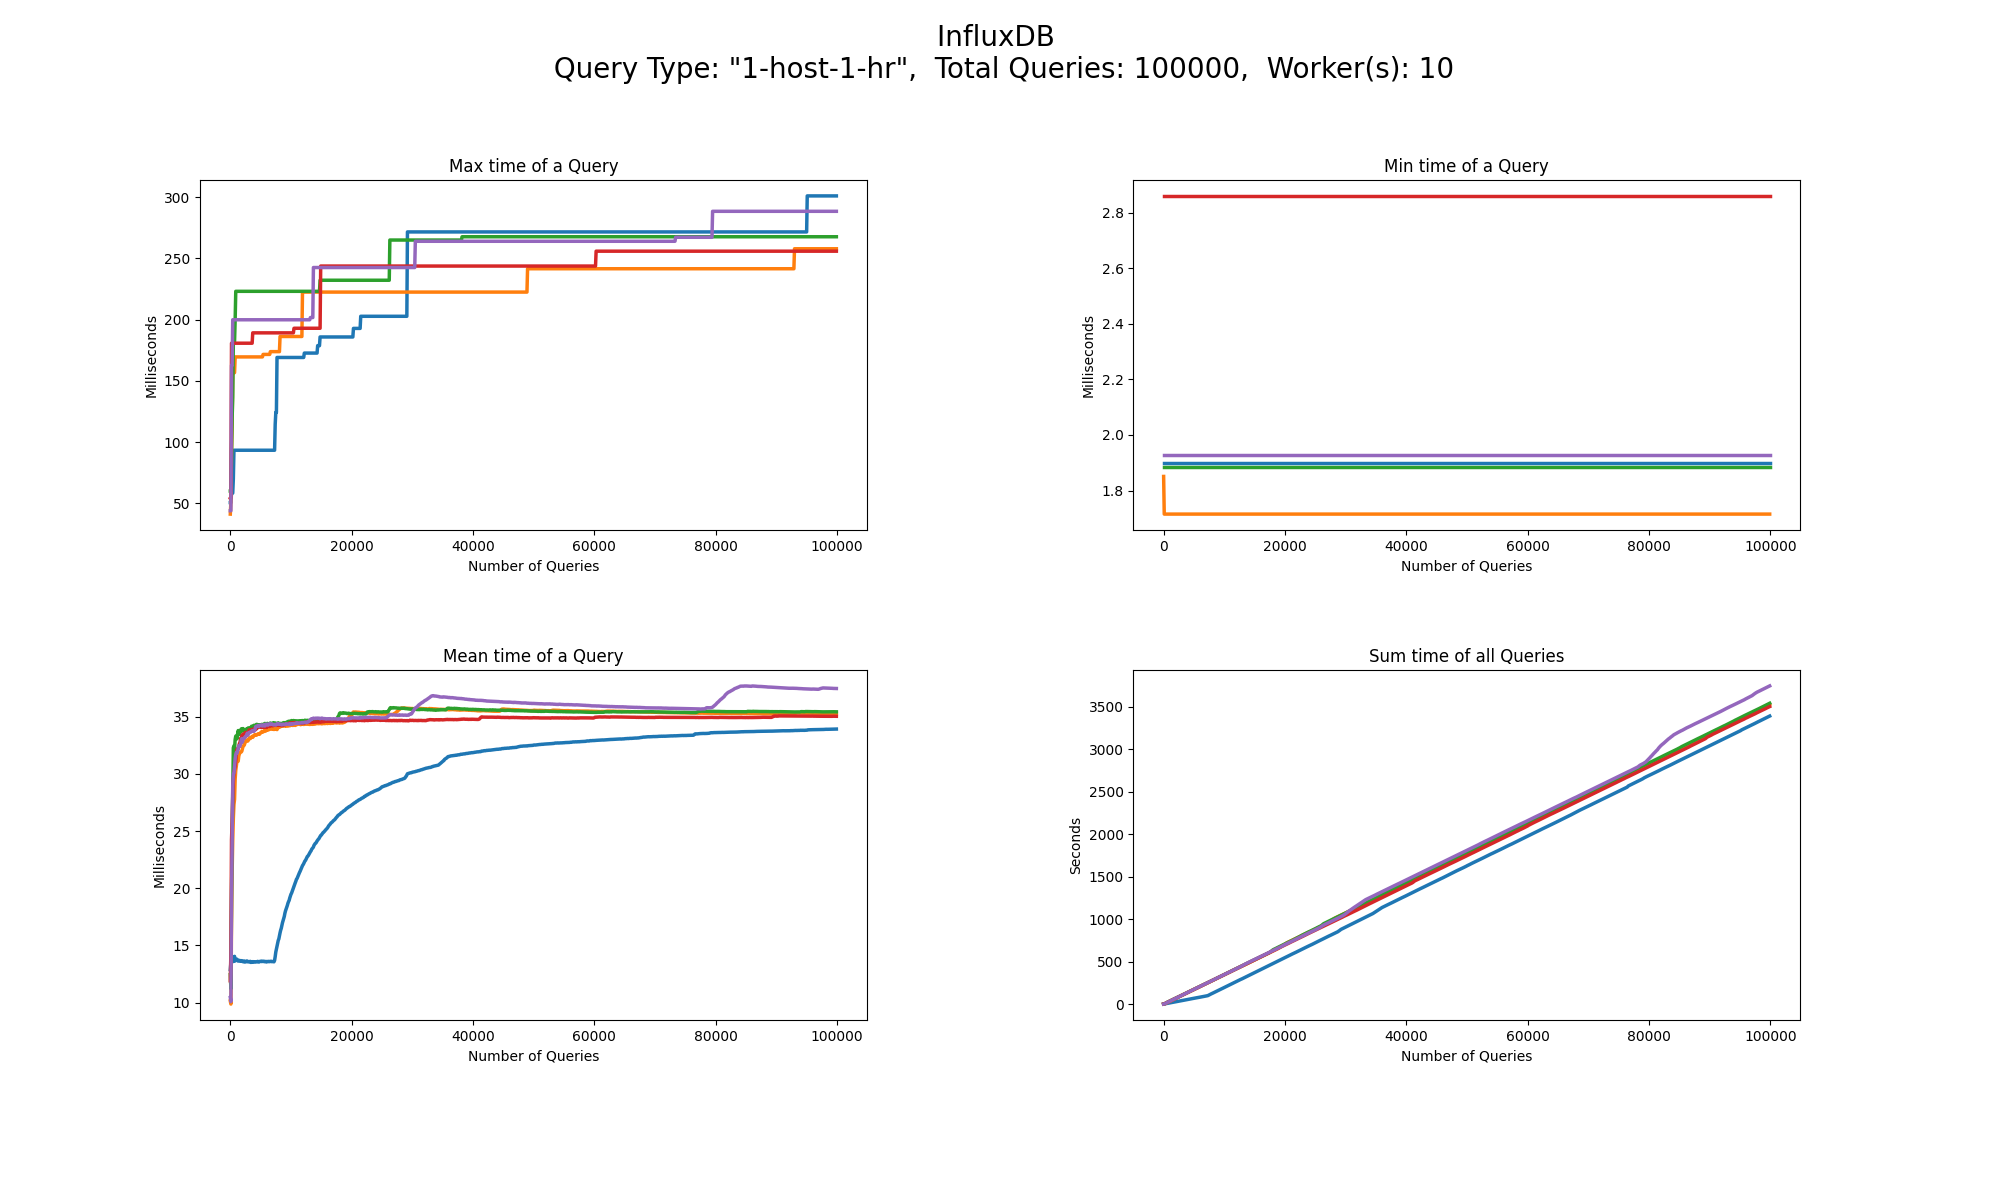 InfluxDB
Query Type: "1-host-1-hr",  Total Queries: 100000,  Worker(s): 10
Max time of a Query
300
250
200
150
100
50
Milliseconds
0 20000 40000 60000 80000 100000
Number of Queries
Min time of a Query
2.8
2.6
2.4
2.2
2.0
1.8
Milliseconds
0 20000 40000 60000 80000 100000
Number of Queries
Mean time of a Query
35
30
25
20
15
10
Milliseconds
0 20000 40000 60000 80000 100000
Number of Queries
Sum time of all Queries
3500
3000
2500
2000
1500
1000
500
0
Seconds
0 20000 40000 60000 80000 100000
Number of Queries